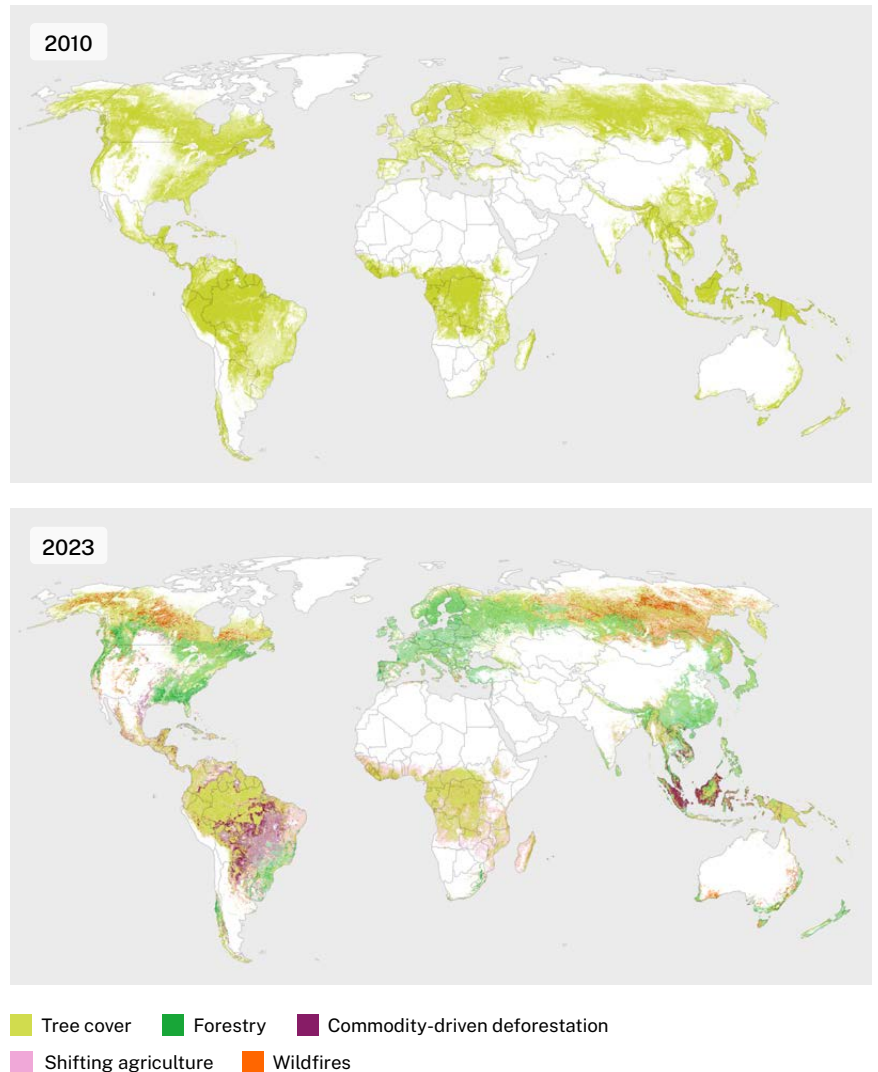 2010
2023
Tree cover
Forestry
Commodity-driven deforestation
Shifting agriculture
Wildfires